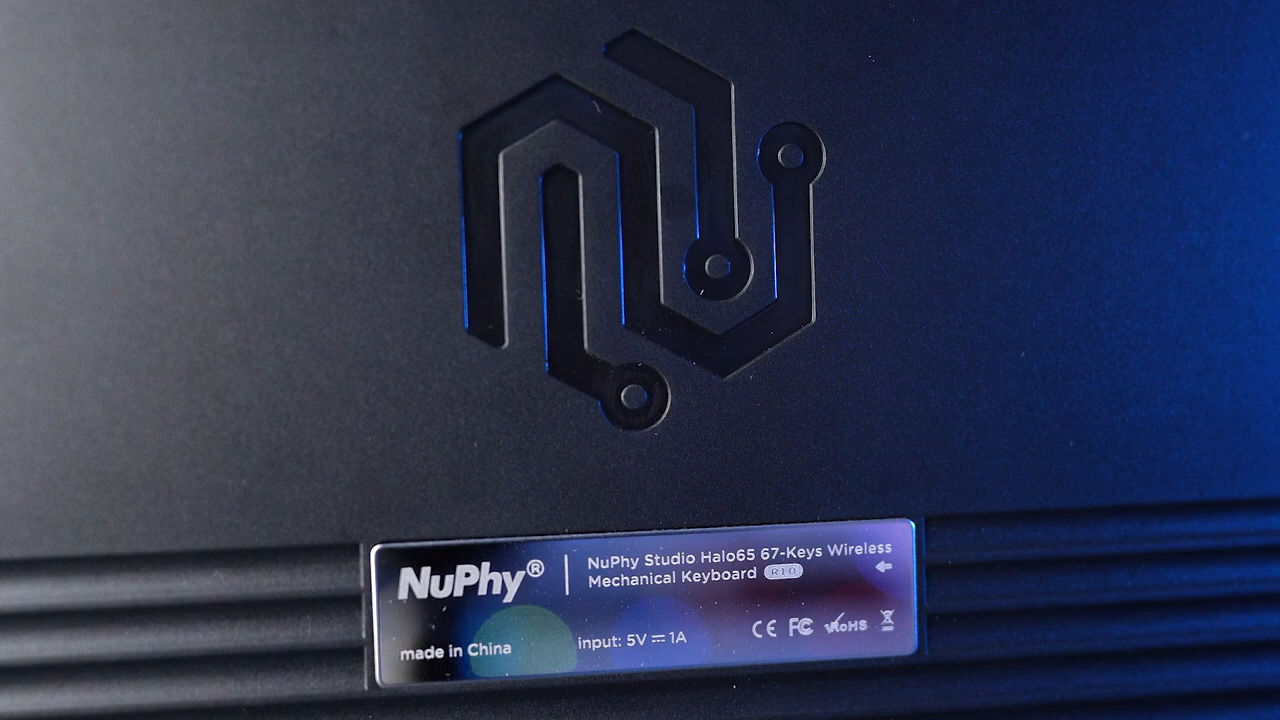 NuPhy®
NuPhy Studio Halo65 67-Keys Wireless
Mechanical Keyboard R10
made in China
input: 5V⎓1A
CE FC RoHS